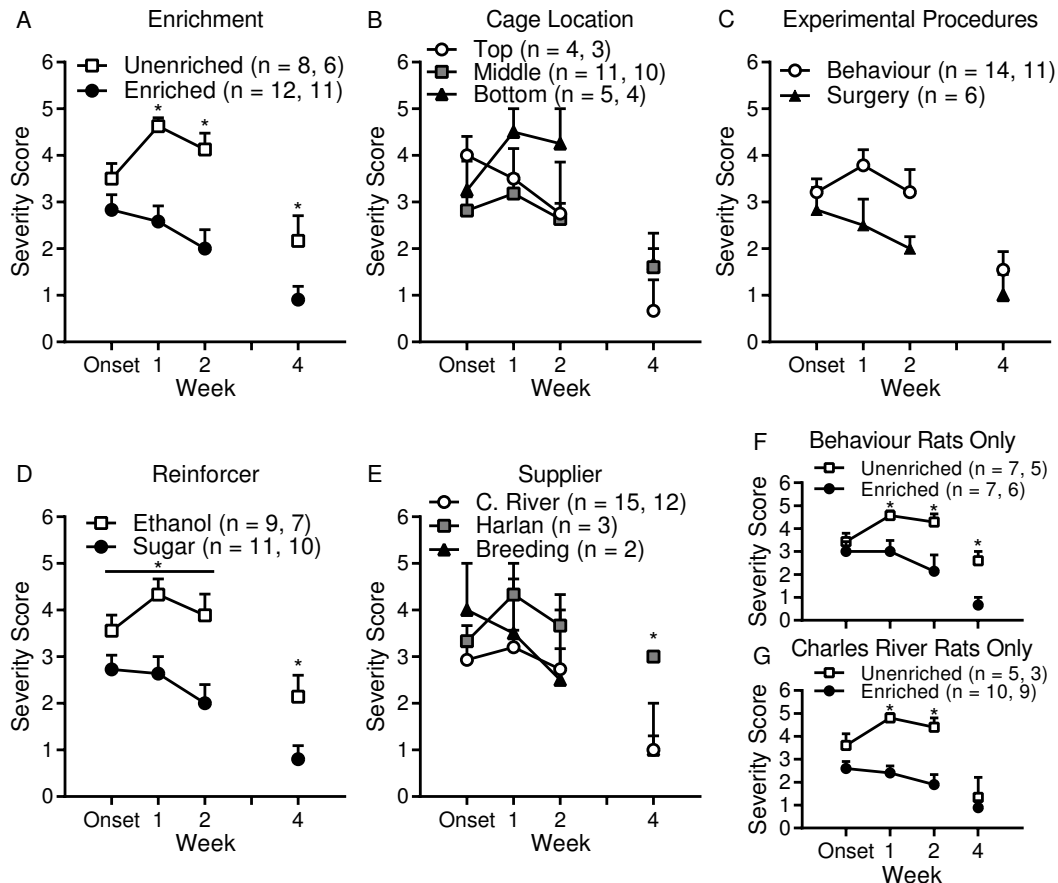 A
Enrichment
Unenriched (n = 8, 6)
Enriched (n = 12, 11)
*
*
*
Severity Score
6
5
4
3
2
1
0
Onset 1 2 4
Week
B
Cage Location
Top (n = 4, 3)
Middle (n = 11, 10)
Bottom (n = 5, 4)
Severity Score
6
5
4
3
2
1
0
Onset 1 2 4
Week
C
Experimental Procedures
Behaviour (n = 14, 11)
Surgery (n = 6)
Severity Score
6
5
4
3
2
1
0
Onset 1 2 4
Week
D
Reinforcer
Ethanol (n = 9, 7)
Sugar (n = 11, 10)
*
*
Severity Score
6
5
4
3
2
1
0
Onset 1 2 4
Week
E
Supplier
C. River (n = 15, 12)
Harlan (n = 3)
Breeding (n = 2)
*
Severity Score
6
5
4
3
2
1
0
Onset 1 2 4
Week
F
Behaviour Rats Only
Unenriched (n = 7, 5)
Enriched (n = 7, 6)
*
*
*
Severity Score
6
5
4
3
2
1
0
G
Charles River Rats Only
Unenriched (n = 5, 3)
Enriched (n = 10, 9)
*
*
Severity Score
6
5
4
3
2
1
0
Onset 1 2 4
Week